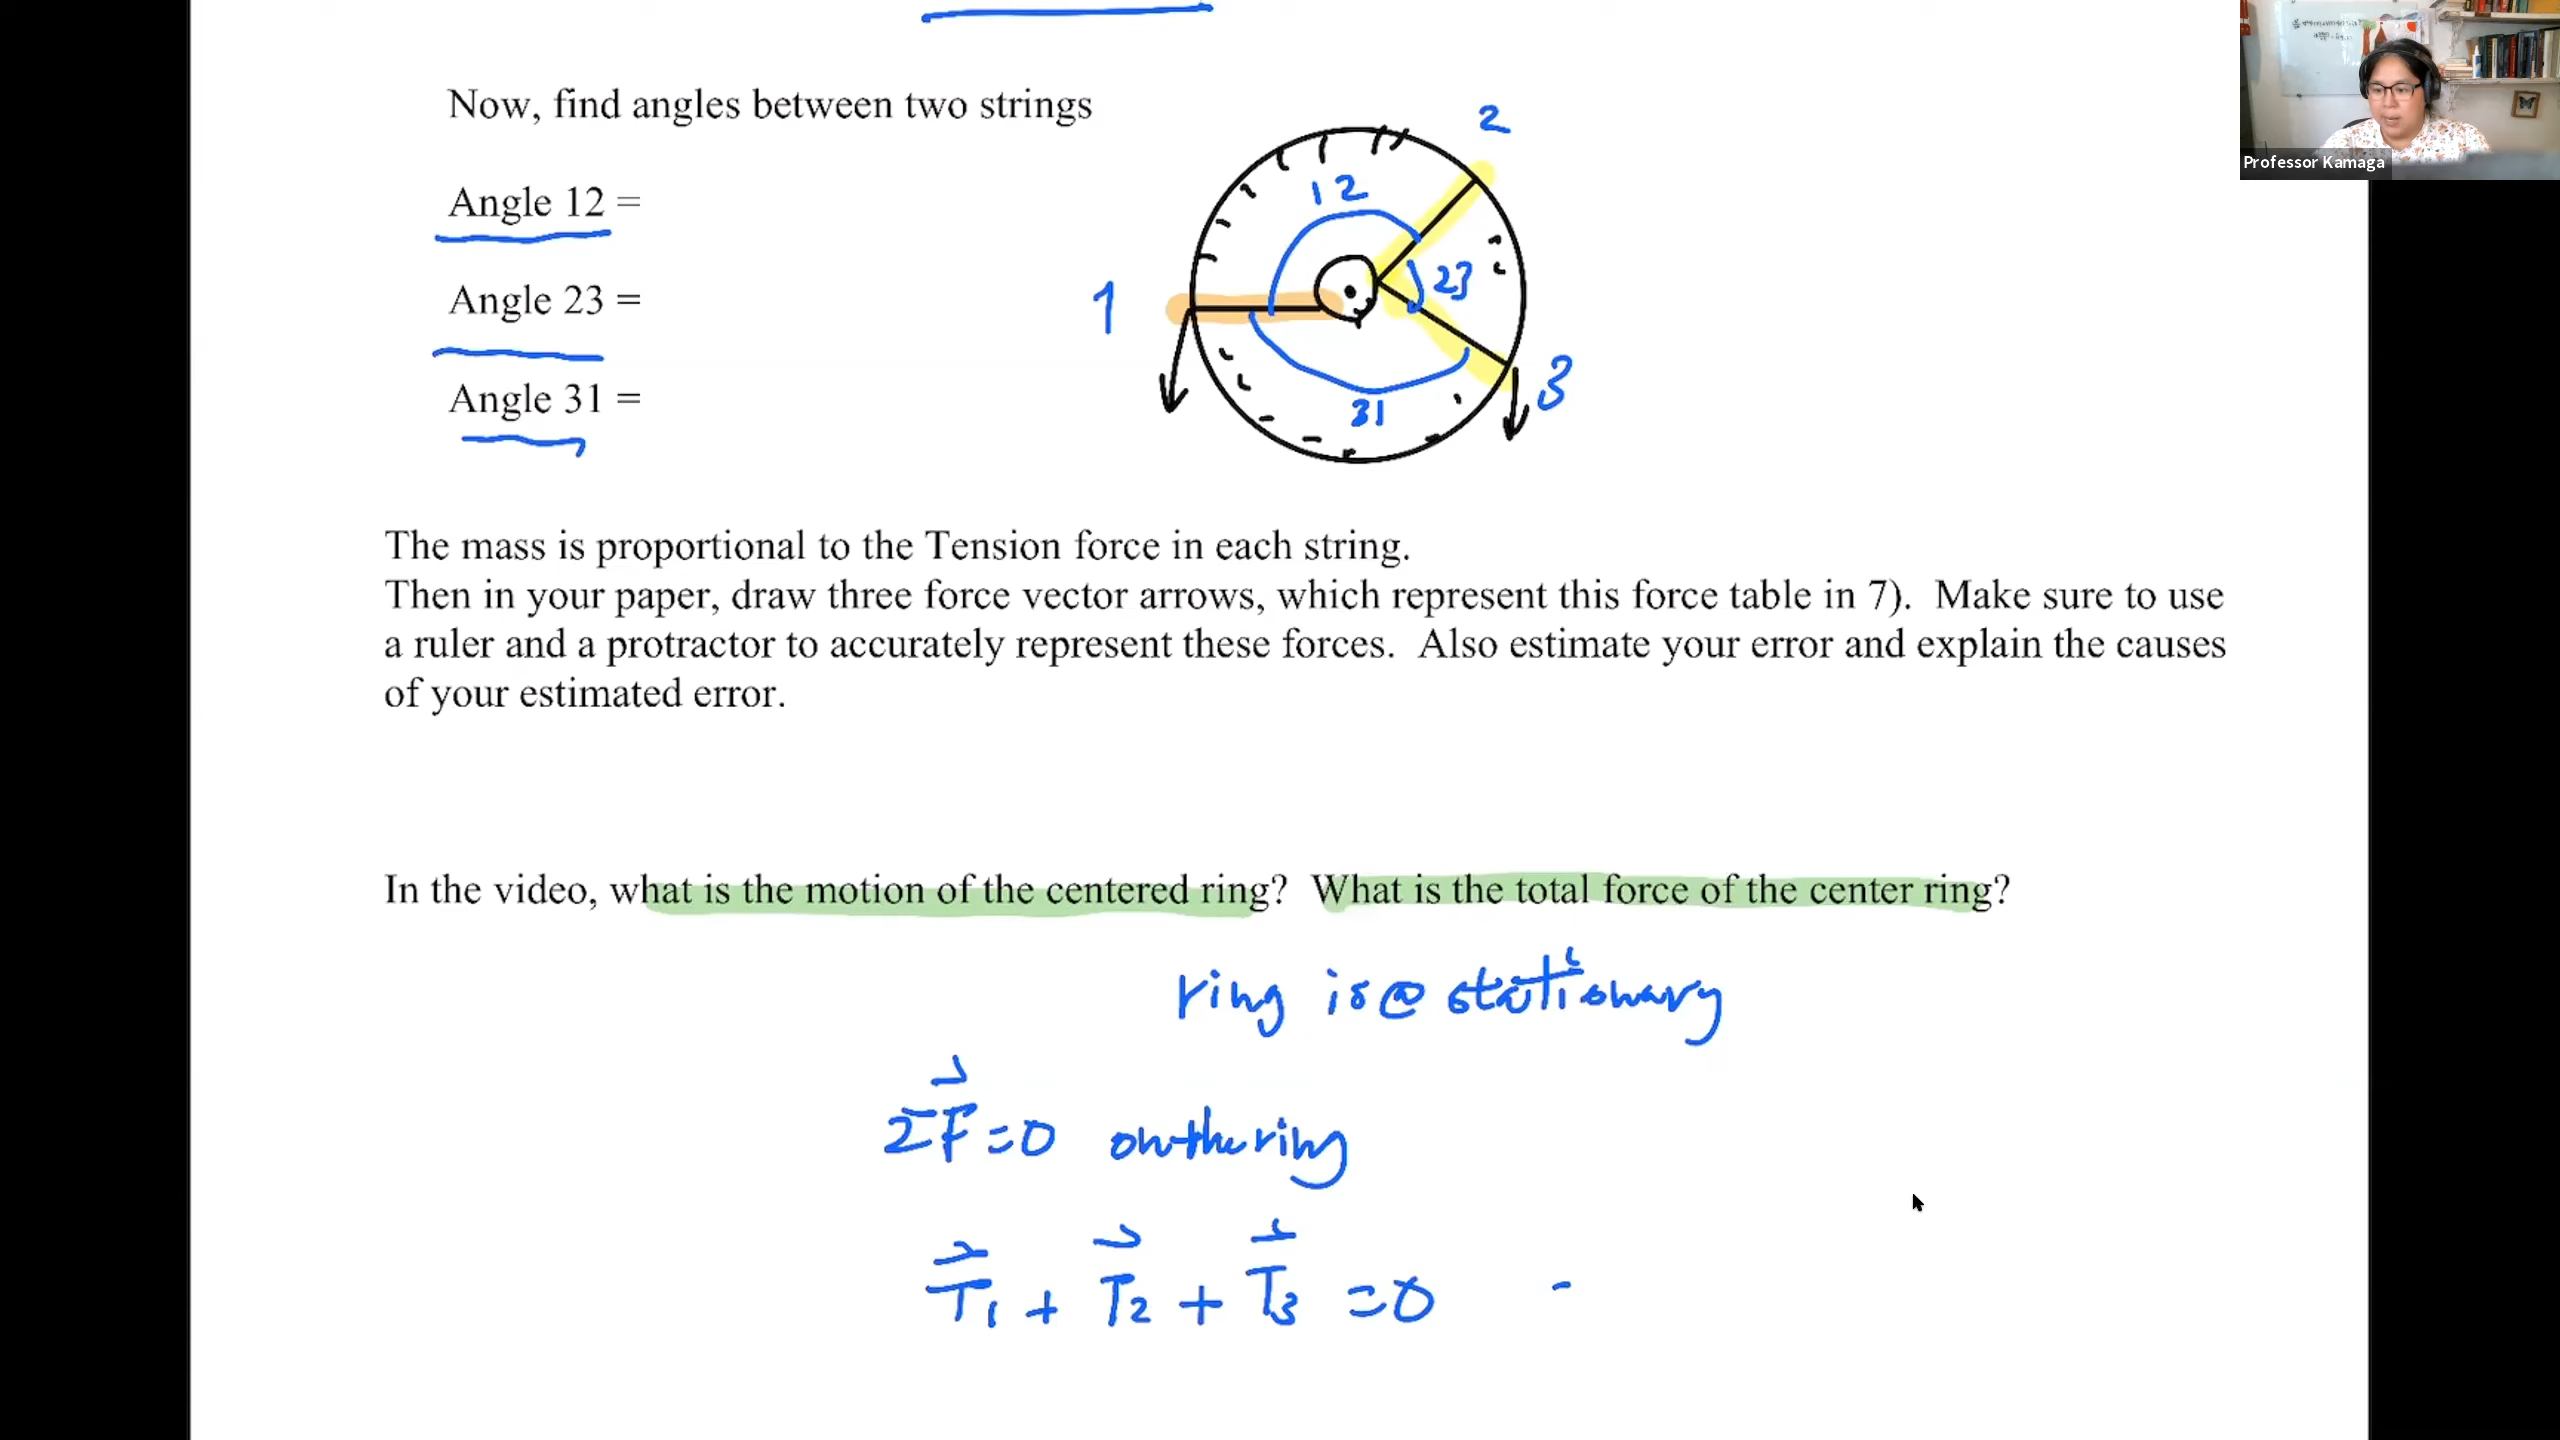 Now, find angles between two strings
2
12
Angle 12 =
23
1
Angle 23 =
3
Angle 31 =
31
The mass is proportional to the Tension force in each string.
Then in your paper, draw three force vector arrows, which represent this force table in 7). Make sure to use
a ruler and a protractor to accurately represent these forces. Also estimate your error and explain the causes
of your estimated error.
In the video, what is the motion of the centered ring? What is the total force of the center ring?
ring is @ stationary
ΣF⃗ = 0 on the ring
T⃗1 + T⃗2 + T⃗3 = 0 -
Professor Kamaga